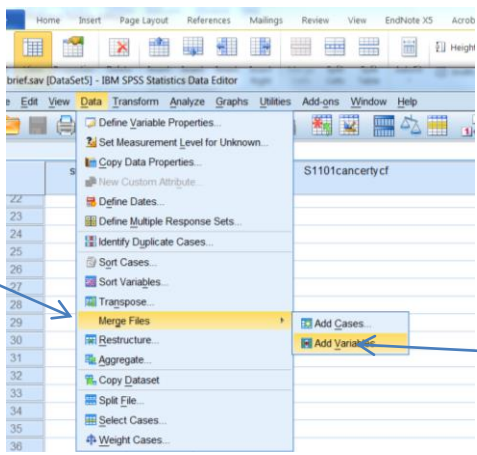 Home Insert Page Layout References Mailings Review View EndNote X5 Acrob
Height
brief.sav [DataSet5] - IBM SPSS Statistics Data Editor
e Edit View Data Transform Analyze Graphs Utilities Add-ons Window Help
Define Variable Properties...
Set Measurement Level for Unknown...
Copy Data Properties...
s S1101cancertycf
New Custom Attribute...
22
Define Dates...
23
Define Multiple Response Sets...
24
Identify Duplicate Cases...
25
Sort Cases...
26
Sort Variables...
27
Transpose...
28
Merge Files
Add Cases...
29
Restructure...
Add Variables...
30
Aggregate...
31
Copy Dataset
32
Split File...
33
Select Cases...
34
Weight Cases...
35
36